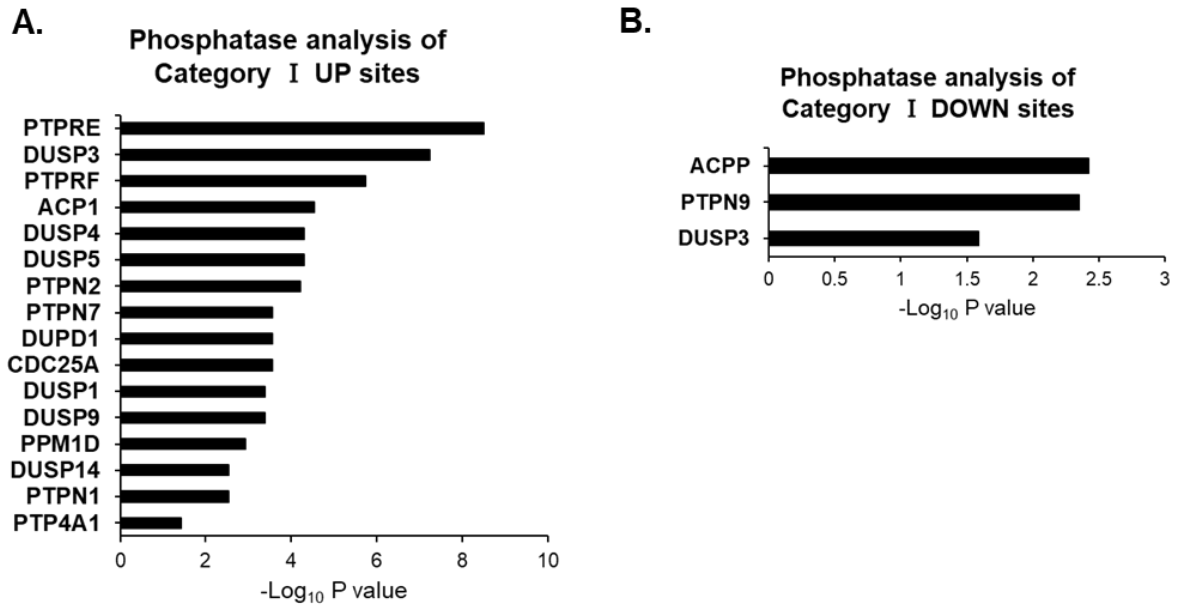 A.
Phosphatase analysis of
Category I UP sites
PTPRE
DUSP3
PTPRF
ACP1
DUSP4
DUSP5
PTPN2
PTPN7
DUPD1
CDC25A
DUSP1
DUSP9
PPM1D
DUSP14
PTPN1
PTP4A1
0 2 4 6 8 10
-Log₁₀ P value
B.
Phosphatase analysis of
Category I DOWN sites
ACPP
PTPN9
DUSP3
0 0.5 1 1.5 2 2.5 3
-Log₁₀ P value